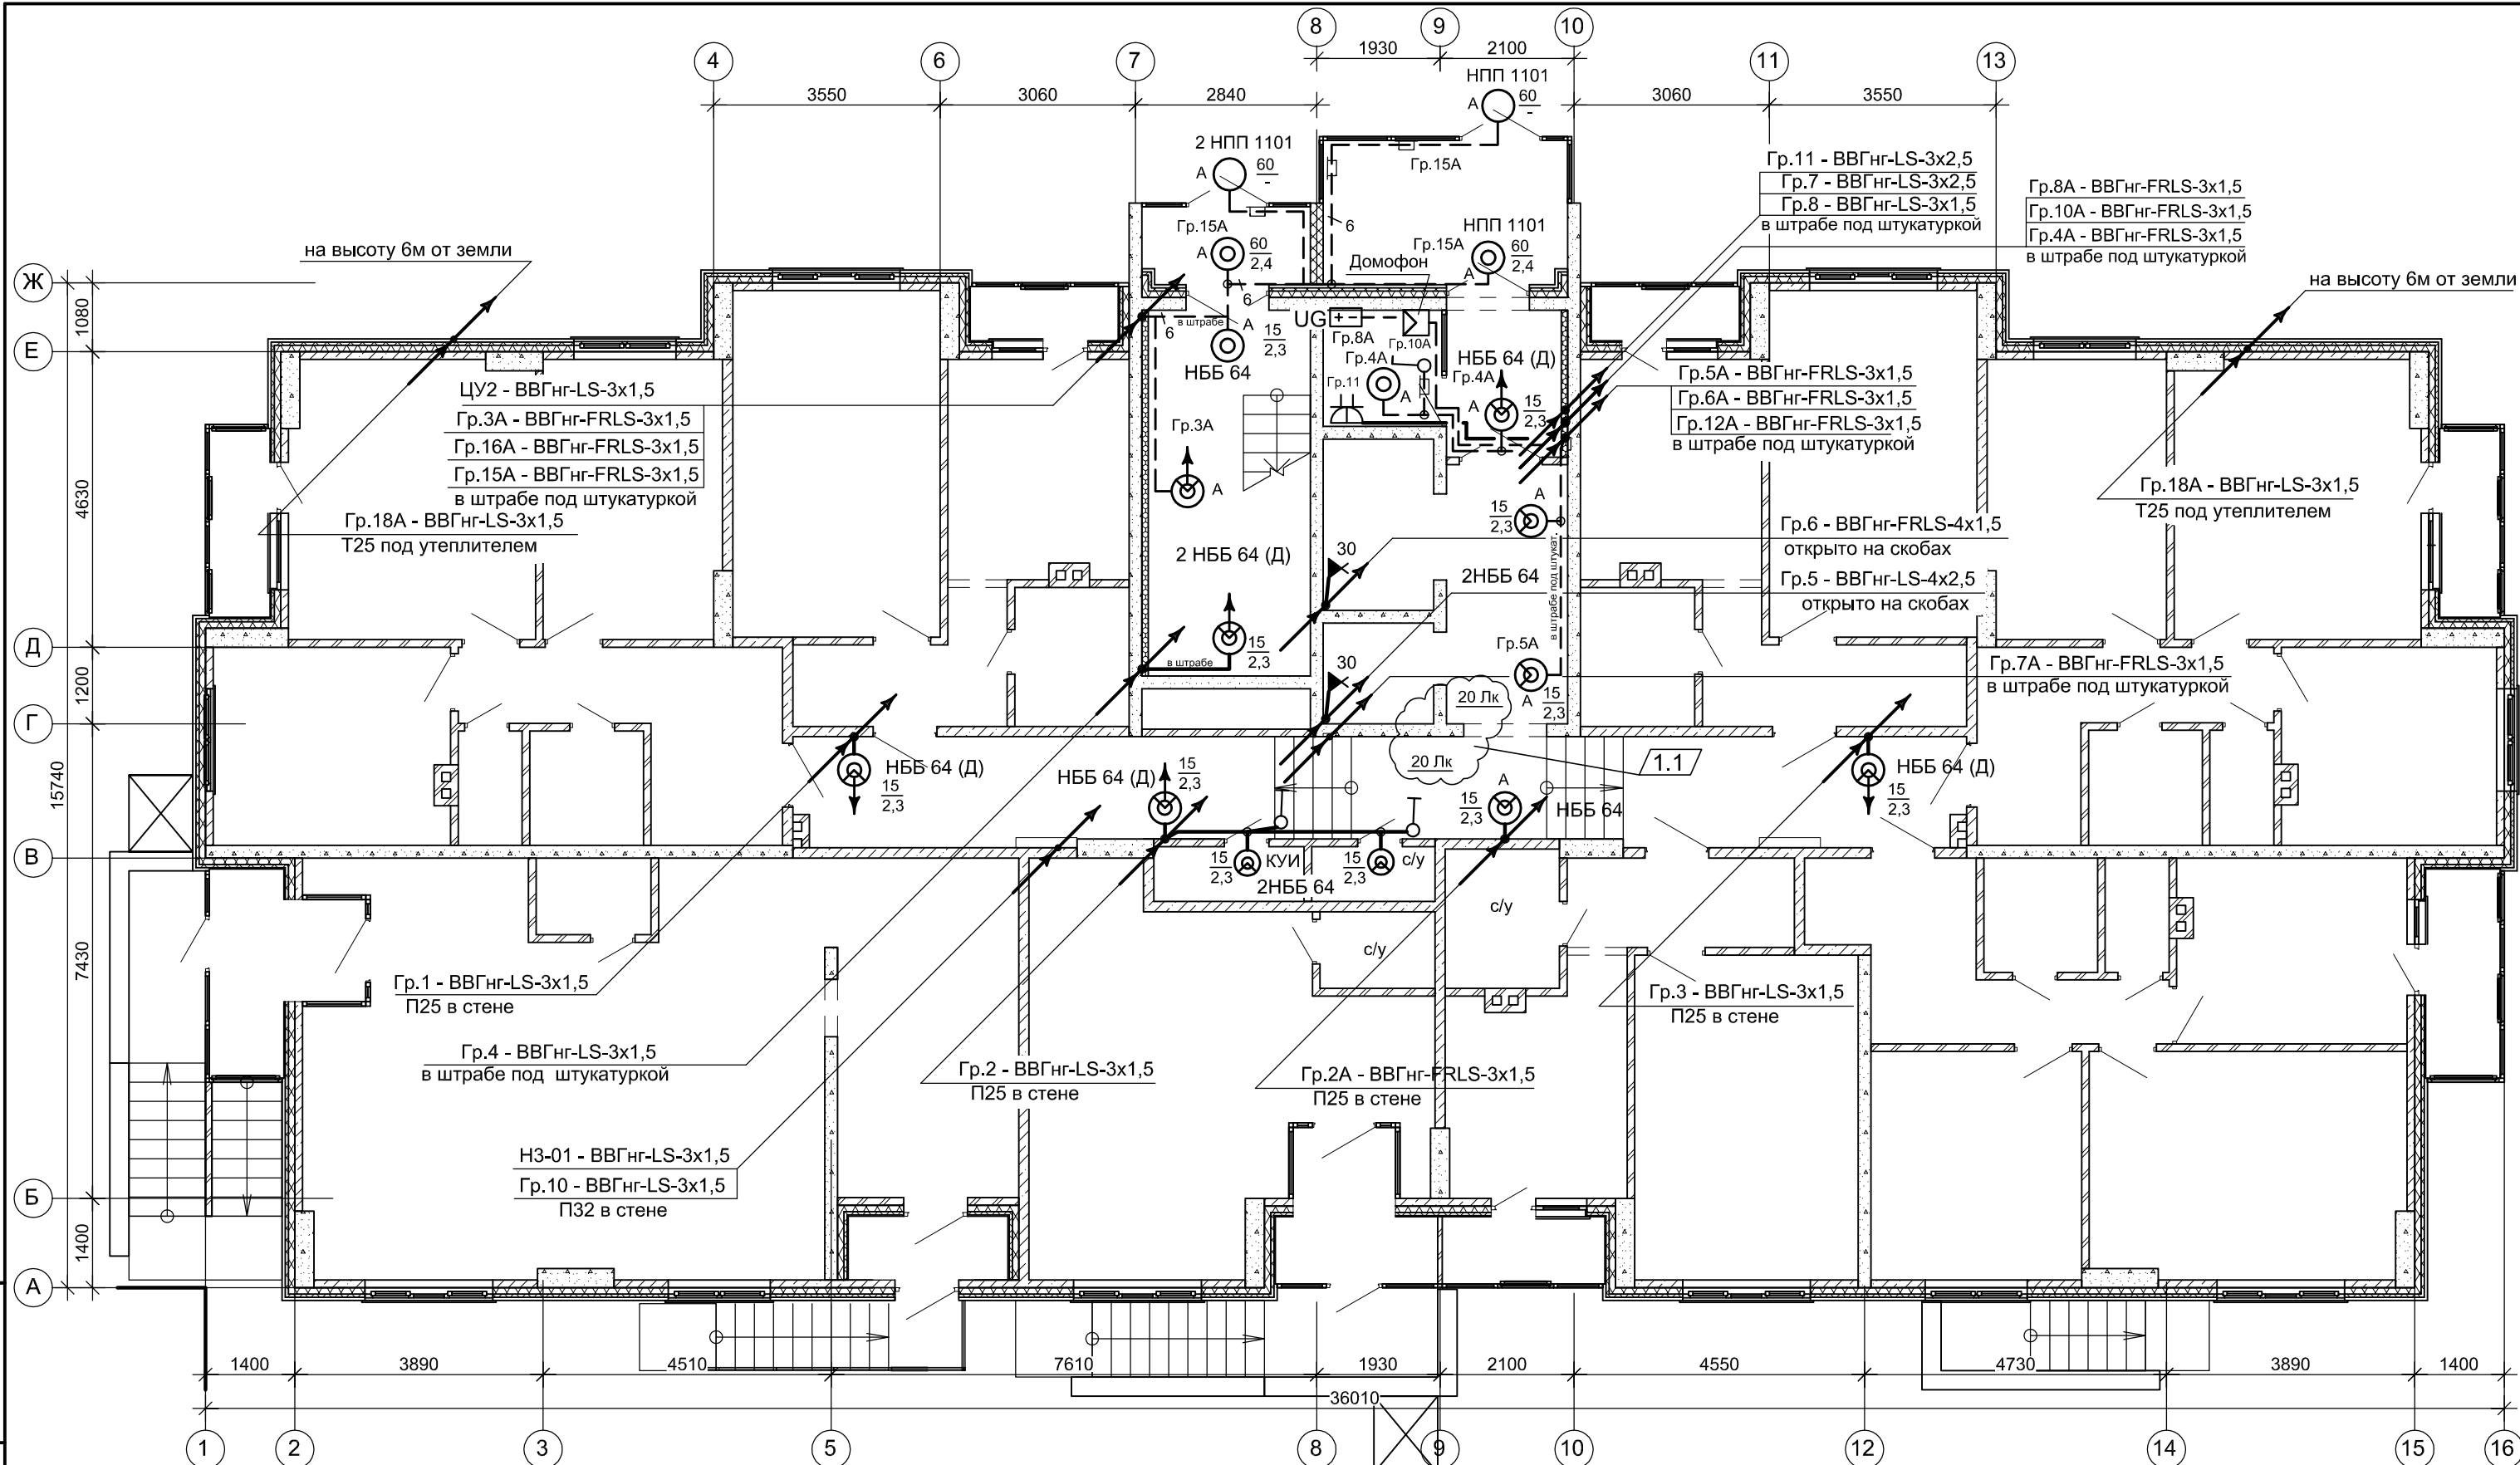 8
9
10
1930
2100
4
6
7
11
13
3550
3060
2840
3060
3550
НПП 1101
А
60
-
2 НПП 1101
А
60
-
Гр.15А
6
Гр.15А
А
60
2,4
6
НПП 1101
Гр.15А
А
60
2,4
Домофон
Гр.11 - ВВГнг-LS-3х2,5
Гр.7 - ВВГнг-LS-3х2,5
Гр.8 - ВВГнг-LS-3х1,5
в штрабе под штукатуркой
Гр.8А - ВВГнг-FRLS-3х1,5
Гр.10А - ВВГнг-FRLS-3х1,5
Гр.4А - ВВГнг-FRLS-3х1,5
в штрабе под штукатуркой
на высоту 6м от земли
на высоту 6м от земли
Ж
Е
Д
Г
В
Б
А
1080
4630
1200
7430
1400
15740
6
в штрабе
А
15
2,3
НББ 64
UG
Гр.8А
Гр.10А
Гр.4А
Гр.11
А
НББ 64 (Д)
Гр.4А
А
15
2,3
ЦУ2 - ВВГнг-LS-3х1,5
Гр.3А - ВВГнг-FRLS-3х1,5
Гр.16А - ВВГнг-FRLS-3х1,5
Гр.15А - ВВГнг-FRLS-3х1,5
в штрабе под штукатуркой
Гр.18А - ВВГнг-LS-3х1,5
Т25 под утеплителем
Гр.5А - ВВГнг-FRLS-3х1,5
Гр.6А - ВВГнг-FRLS-3х1,5
Гр.12А - ВВГнг-FRLS-3х1,5
в штрабе под штукатуркой
Гр.18А - ВВГнг-LS-3х1,5
Т25 под утеплителем
Гр.3А
А
2 НББ 64 (Д)
15
2,3
в штрабе
30
30
А
15
2,3
2НББ 64
в штрабе под штукат.
Гр.5А
А
15
2,3
Гр.6 - ВВГнг-FRLS-4х1,5
открыто на скобах
Гр.5 - ВВГнг-LS-4х2,5
открыто на скобах
Гр.7А - ВВГнг-FRLS-3х1,5
в штрабе под штукатуркой
20 Лк
20 Лк
1.1
НББ 64 (Д)
15
2,3
НББ 64 (Д)
15
2,3
А
15
2,3
НББ 64
НББ 64 (Д)
15
2,3
15
2,3
КУИ
15
2,3
с/у
2НББ 64
с/у
с/у
Гр.1 - ВВГнг-LS-3х1,5
П25 в стене
Гр.4 - ВВГнг-LS-3х1,5
в штрабе под штукатуркой
Гр.2 - ВВГнг-LS-3х1,5
П25 в стене
Гр.2А - ВВГнг-FRLS-3х1,5
П25 в стене
Гр.3 - ВВГнг-LS-3х1,5
П25 в стене
НЗ-01 - ВВГнг-LS-3х1,5
Гр.10 - ВВГнг-LS-3х1,5
П32 в стене
1400
3890
4510
7610
1930
2100
4550
4730
3890
1400
36010
1
2
3
5
8
9
10
12
14
15
16